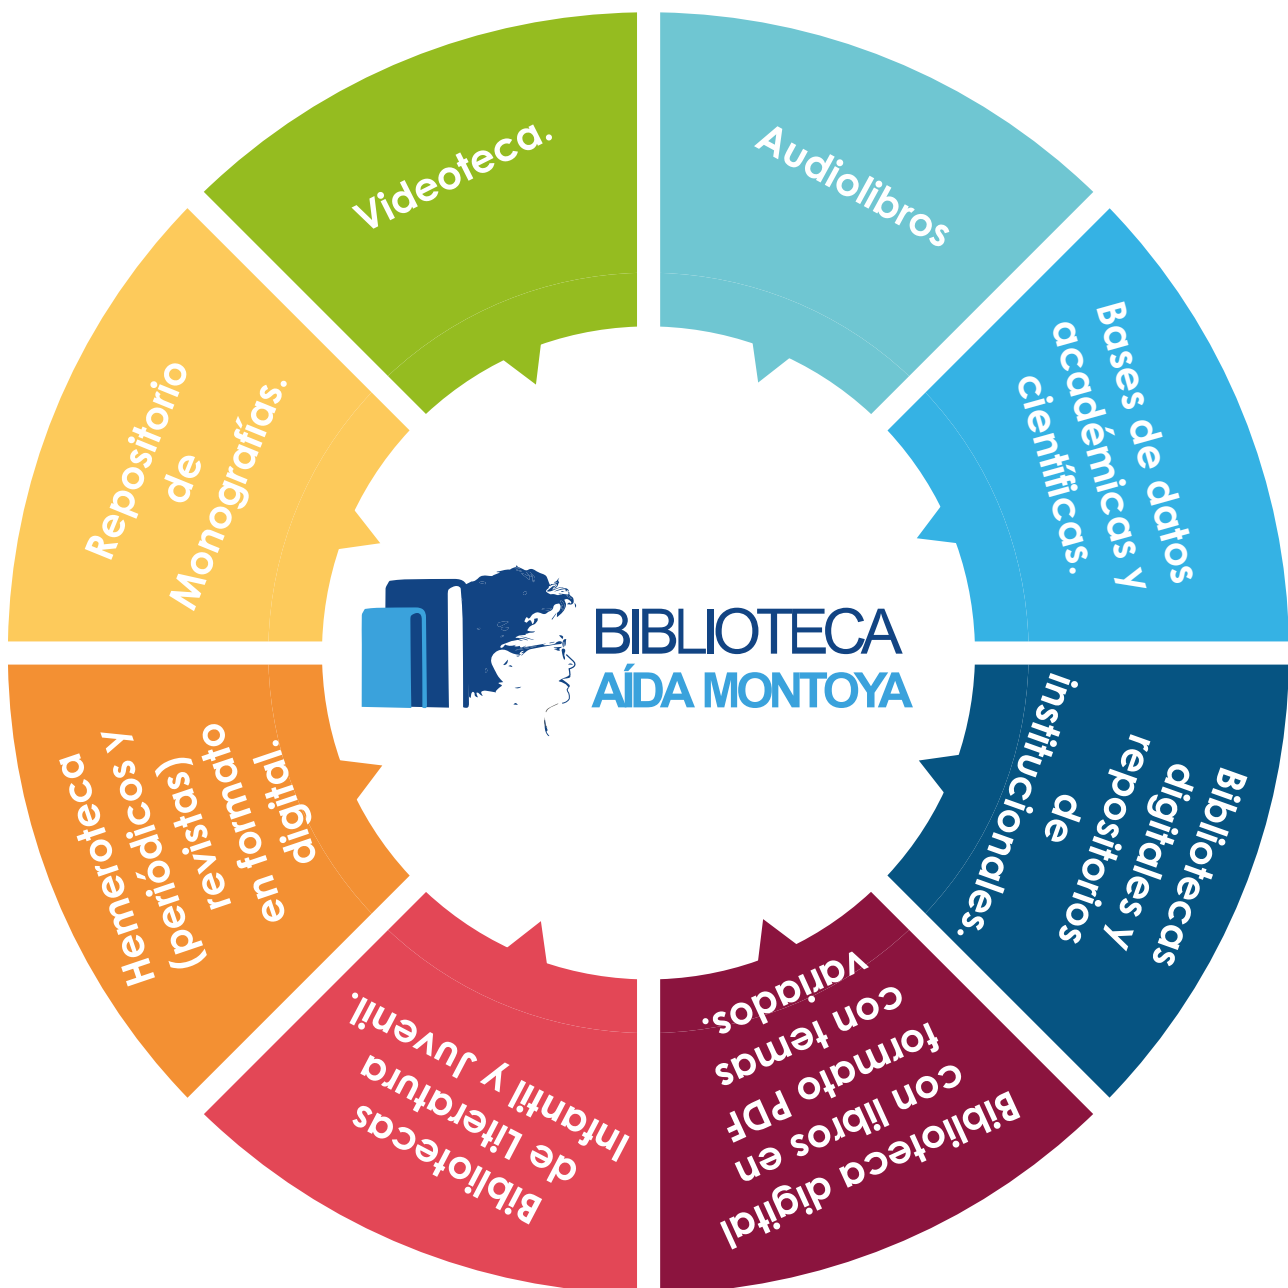 Audiolibros
Bases de datos
académicas y
científicas.
Bibliotecas
digitales y
repositorios
de
institucionales.
Biblioteca digital
con libros en
formato PDF
con temas
variados.
Bibliotecas
de Literatura
Infantil y Juvenil.
Hemeroteca
(periódicos y
revistas)
en formato
digital.
Repositorio
de
Monografías.
Videoteca.
BIBLIOTECA
AÍDA MONTOYA